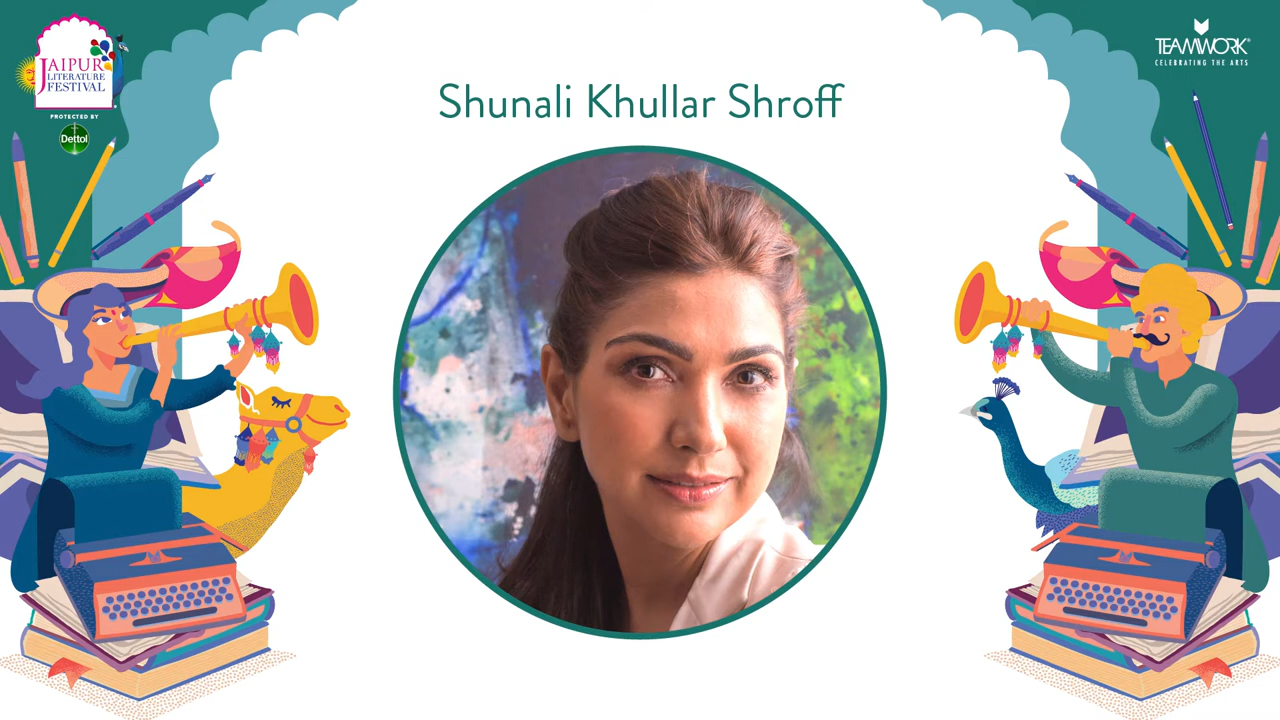 JAIPUR
LITERATURE
FESTIVAL
PROTECTED BY
Dettol
TEAMWORK®
CELEBRATING THE ARTS
Shunali Khullar Shroff